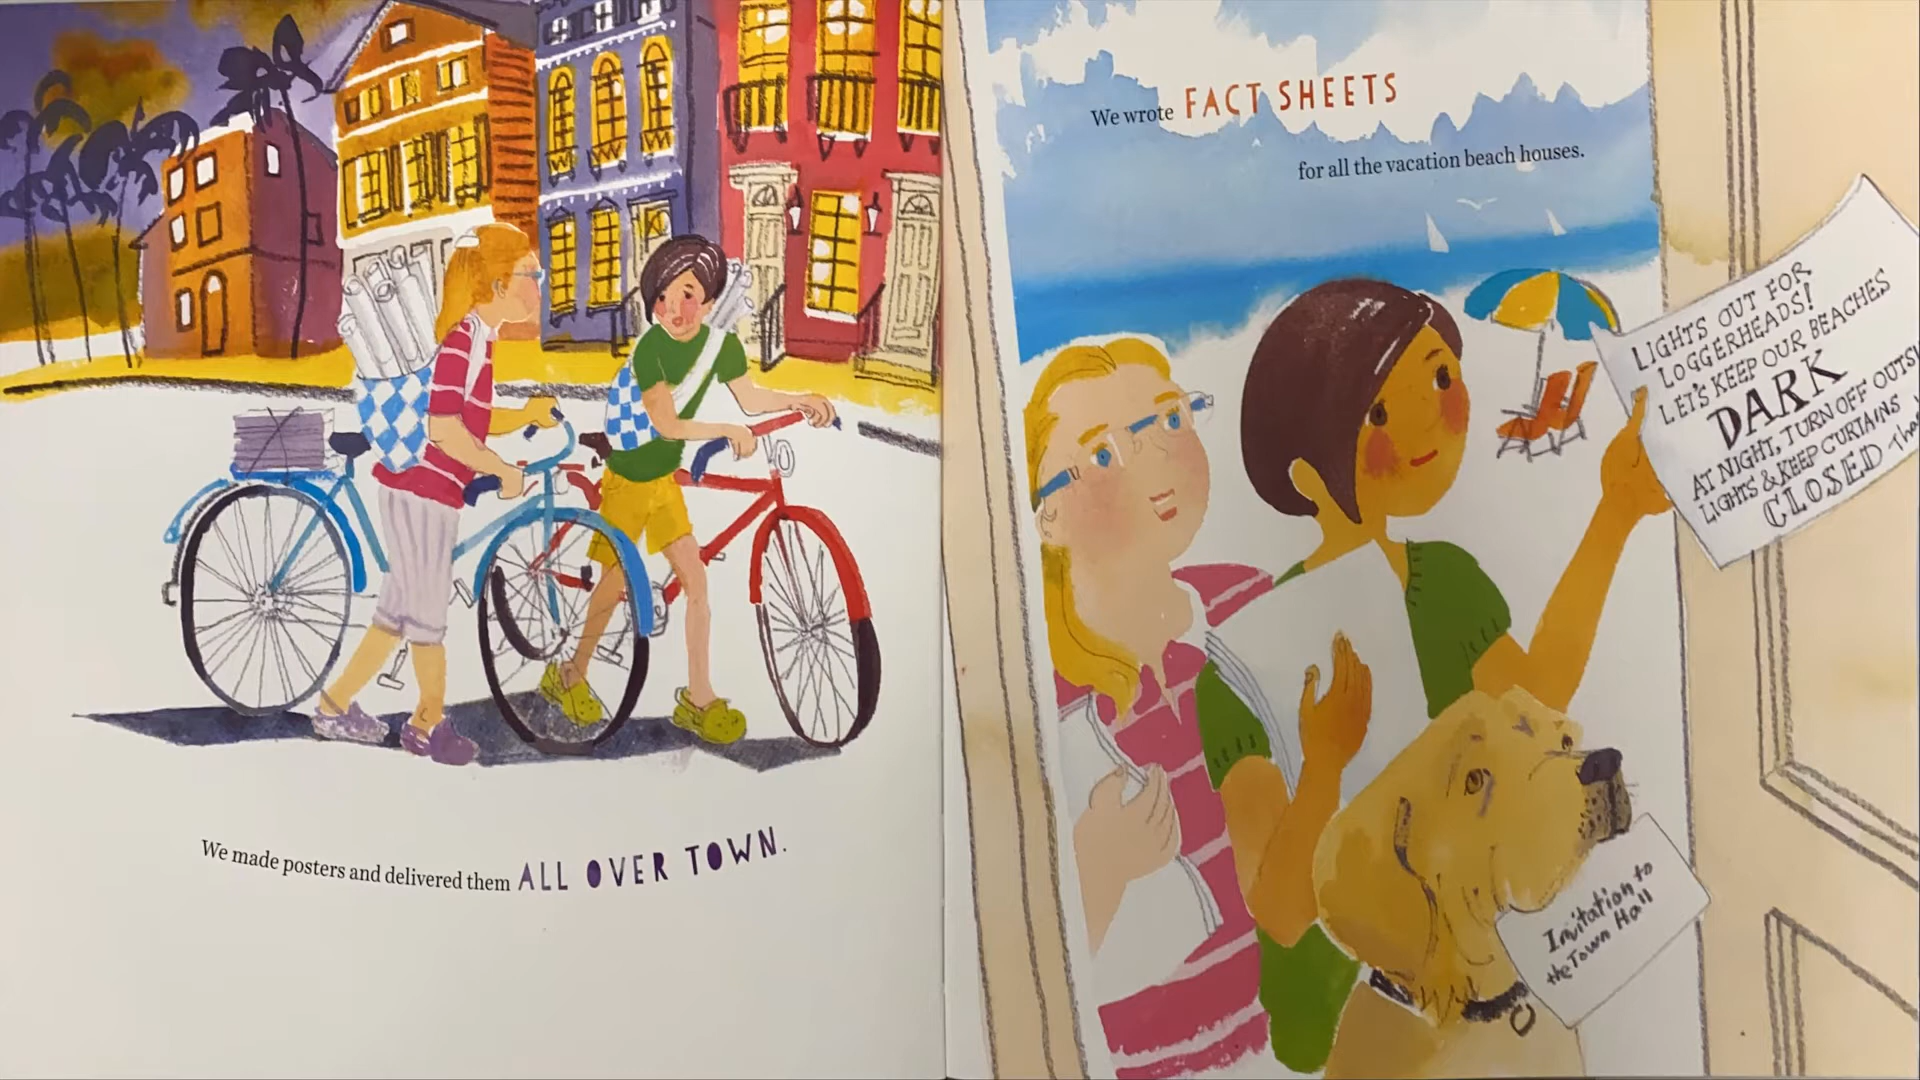 We made posters and delivered them ALL OVER TOWN.
We wrote FACT SHEETS
for all the vacation beach houses.
LIGHTS OUT FOR
LOGGERHEADS!
LET'S KEEP OUR BEACHES
DARK
AT NIGHT, TURN OFF OUTSI
LIGHTS & KEEP CURTAINS
CLOSED
Invitation to
the Town Hall